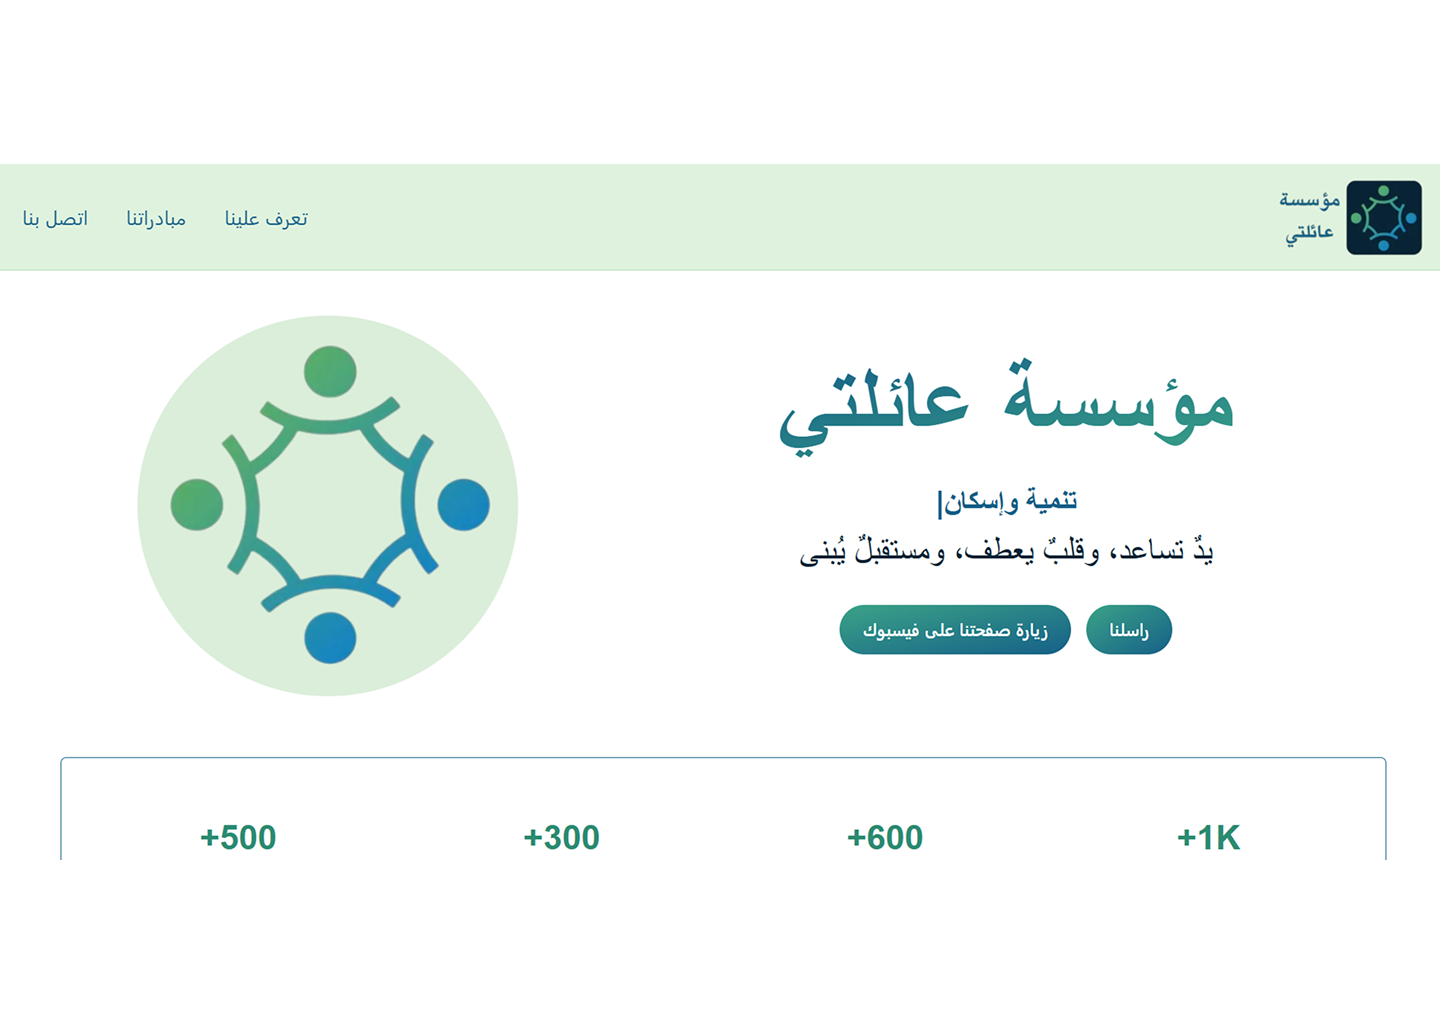 مؤسسة
عائلتي
تعرف علينا
مبادراتنا
اتصل بنا
مؤسسة عائلتي
تنمية وإسكان|
يدٌ تساعد، وقلبٌ يعطف، ومستقبلٌ يُبنى
راسلنا
زيارة صفحتنا على فيسبوك
+1K
+600
+300
+500